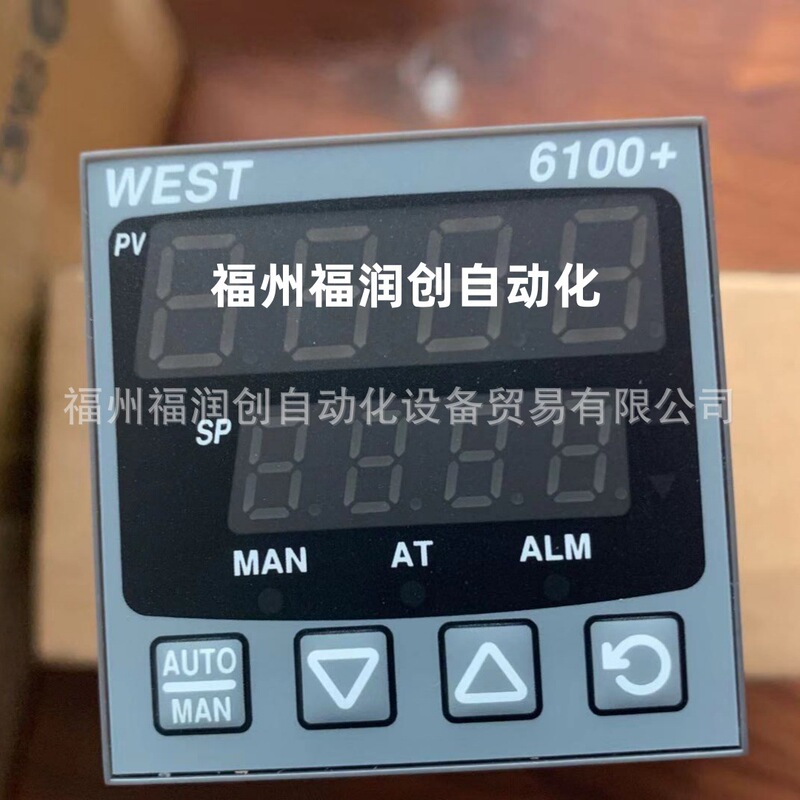 WEST 6100+
PV
福州福润创自动化
福州福润创自动化设备贸易有限公司
SP
MAN AT ALM
AUTO
MAN